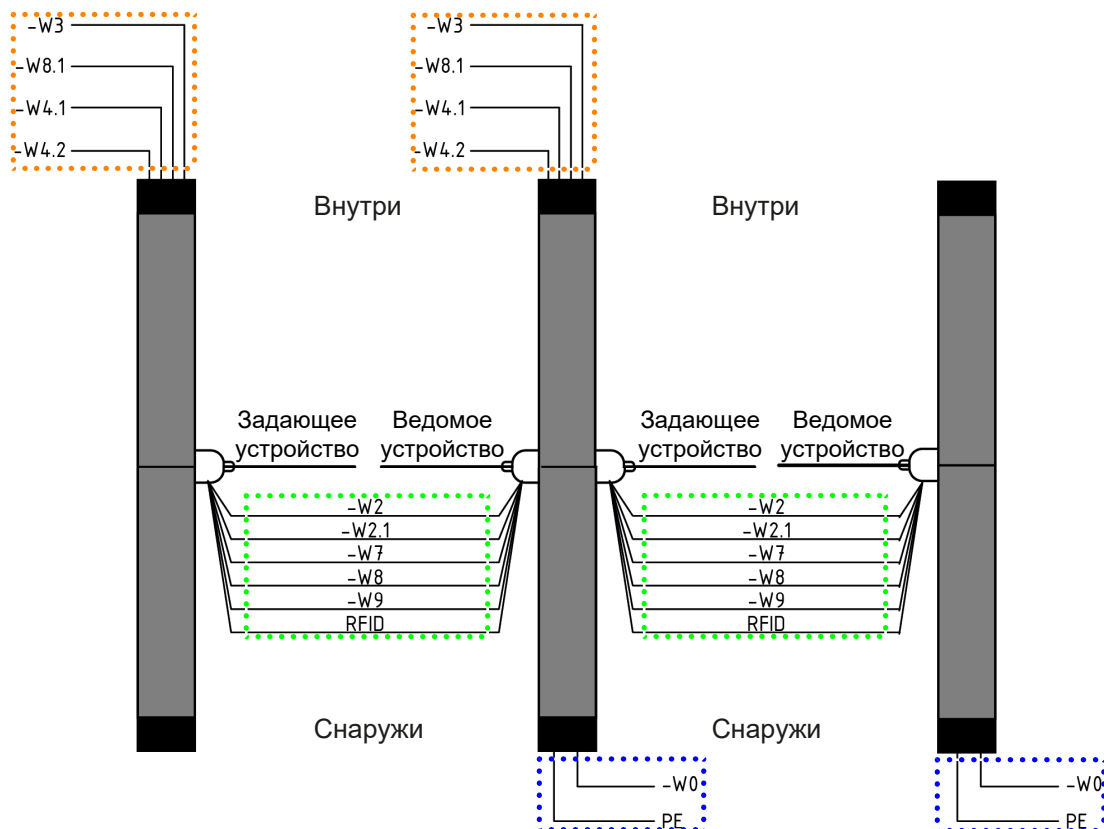 -W3
-W8.1
-W4.1
-W4.2
-W3
-W8.1
-W4.1
-W4.2
Внутри
Внутри
Задающее
устройство
Ведомое
устройство
Задающее
устройство
Ведомое
устройство
-W2
-W2.1
-W7
-W8
-W9
RFID
-W2
-W2.1
-W7
-W8
-W9
RFID
Снаружи
Снаружи
-W0
PE
-W0
PE